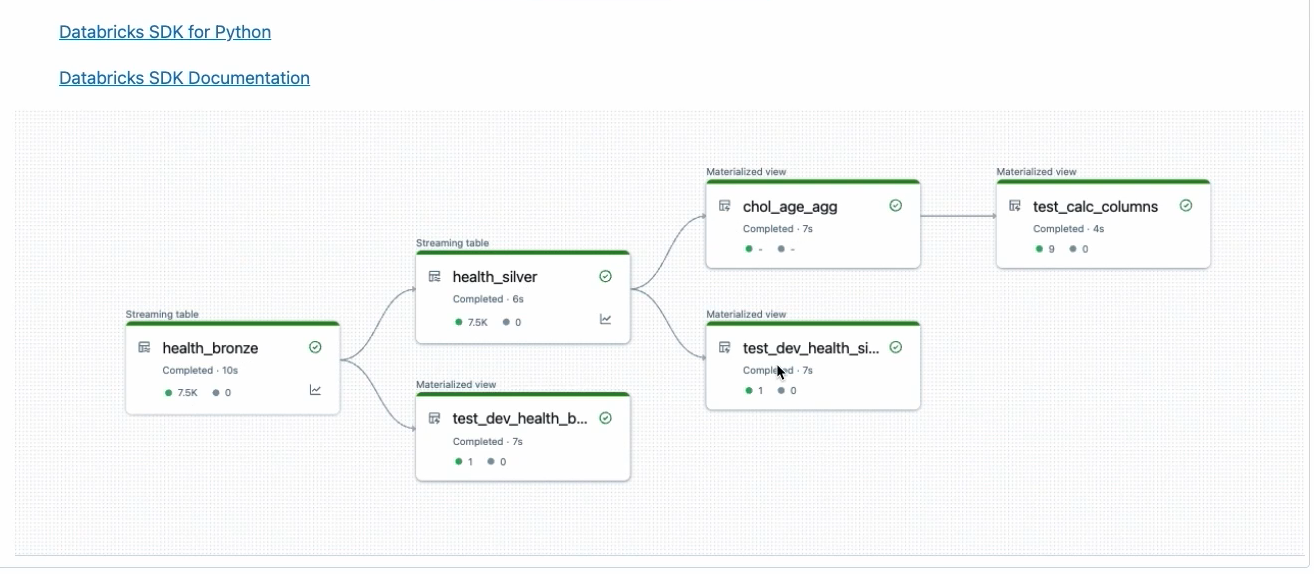 Databricks SDK for Python
Databricks SDK Documentation
Streaming table
health_bronze
Completed · 10s
7.5K 0
Streaming table
health_silver
Completed · 6s
7.5K 0
Materialized view
test_dev_health_b...
Completed · 7s
1 0
Materialized view
chol_age_agg
Completed · 7s
- -
Materialized view
test_dev_health_si...
Completed · 7s
1 0
Materialized view
test_calc_columns
Completed · 4s
9 0